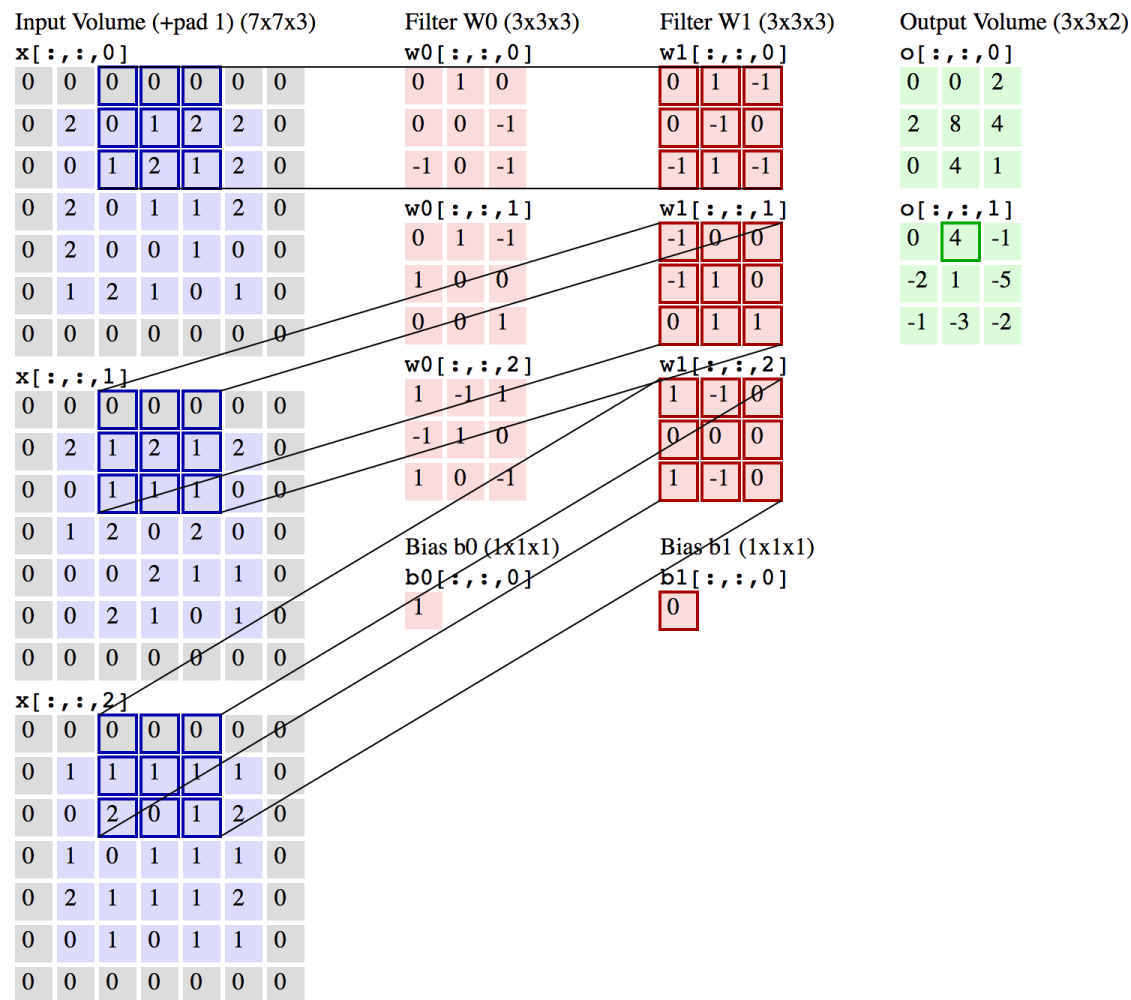 Input Volume (+pad 1) (7x7x3)
x[:,:,0]
0 0 0 0 0 0 0
0 2 0 1 2 2 0
0 0 1 2 1 2 0
0 2 0 1 1 2 0
0 2 0 0 1 0 0
0 1 2 1 0 1 0
0 0 0 0 0 0 0
x[:,:,1]
0 0 0 0 0 0 0
0 2 1 2 1 2 0
0 0 1 1 1 0 0
0 1 2 0 2 0 0
0 0 0 2 1 1 0
0 0 2 1 0 1 0
0 0 0 0 0 0 0
x[:,:,2]
0 0 0 0 0 0 0
0 1 1 1 1 1 0
0 0 2 0 1 2 0
0 1 0 1 1 1 0
0 2 1 1 1 2 0
0 0 1 0 1 1 0
0 0 0 0 0 0 0
Filter W0 (3x3x3)
w0[:,:,0]
0 1 0
0 0 -1
-1 0 -1
w0[:,:,1]
0 1 -1
1 0 0
0 0 1
w0[:,:,2]
1 -1 1
-1 1 0
1 0 -1
Bias b0 (1x1x1)
b0[:,:,0]
1
Filter W1 (3x3x3)
w1[:,:,0]
0 1 -1
0 -1 0
-1 1 -1
w1[:,:,1]
-1 0 0
-1 1 0
0 1 1
w1[:,:,2]
1 -1 0
0 0 0
1 -1 0
Bias b1 (1x1x1)
b1[:,:,0]
0
Output Volume (3x3x2)
o[:,:,0]
0 0 2
2 8 4
0 4 1
o[:,:,1]
0 4 -1
-2 1 -5
-1 -3 -2